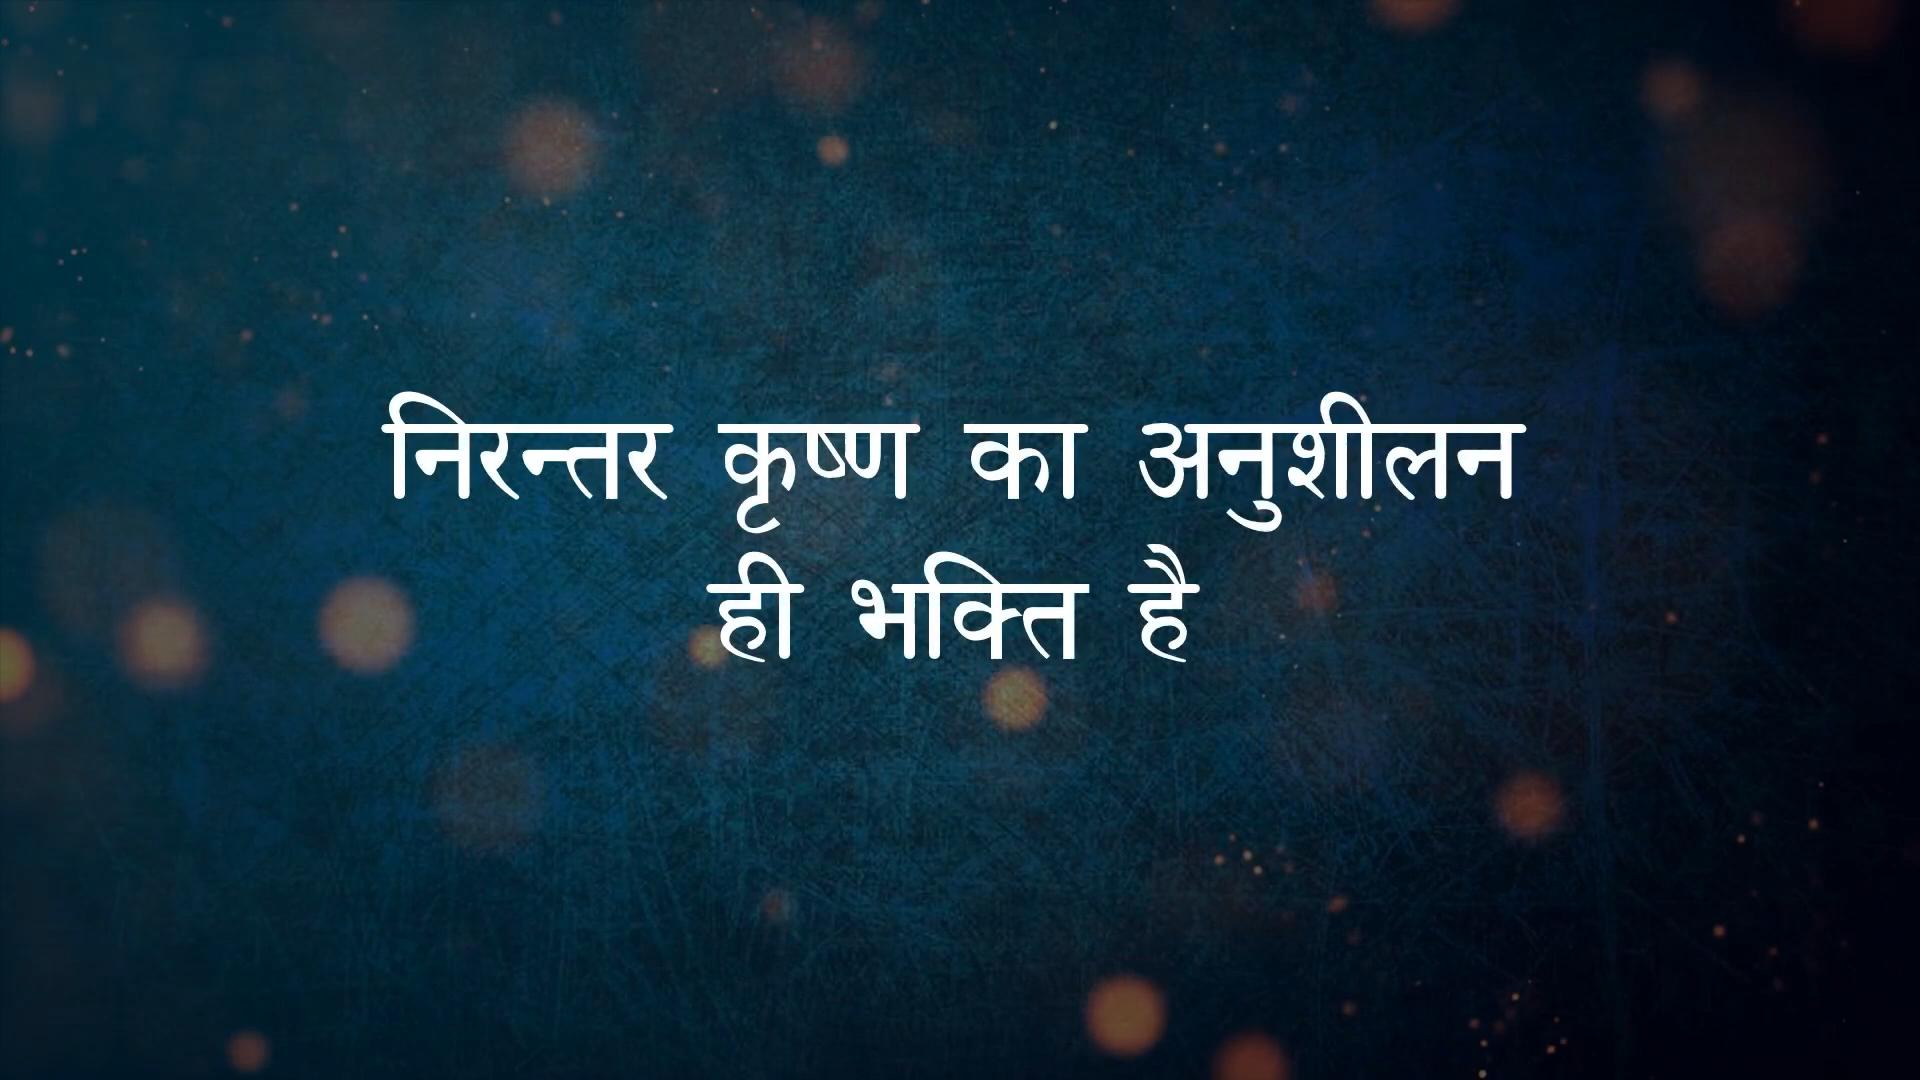 निरन्तर कृष्ण का अनुशीलन
ही भक्ति है